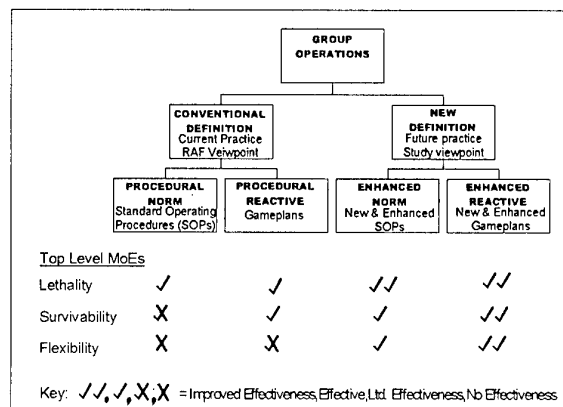 GROUP
OPERATIONS
CONVENTIONAL
DEFINITION
Current Practice
RAF Veiwpoint
NEW
DEFINITION
Future practice
Study viewpoint
PROCEDURAL
NORM
Standard Operating
Procedures (SOPs)
PROCEDURAL
REACTIVE
Gameplans
ENHANCED
NORM
New & Enhanced
SOPs
ENHANCED
REACTIVE
New & Enhanced
Gameplans
Top Level MoEs
Lethality ✓ ✓ ✓✓ ✓✓
Survivability X ✓ ✓ ✓✓
Flexibility X X ✓ ✓✓
Key: ✓✓,✓,X,X = Improved Effectiveness, Effective, Ltd. Effectiveness, No Effectiveness